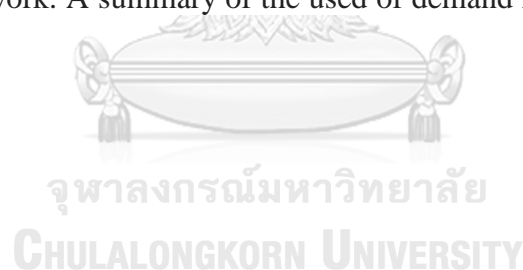 work. A summary of the used of demand
จุฬาลงกรณ์มหาวิทยาลัย
CHULALONGKORN UNIVERSITY